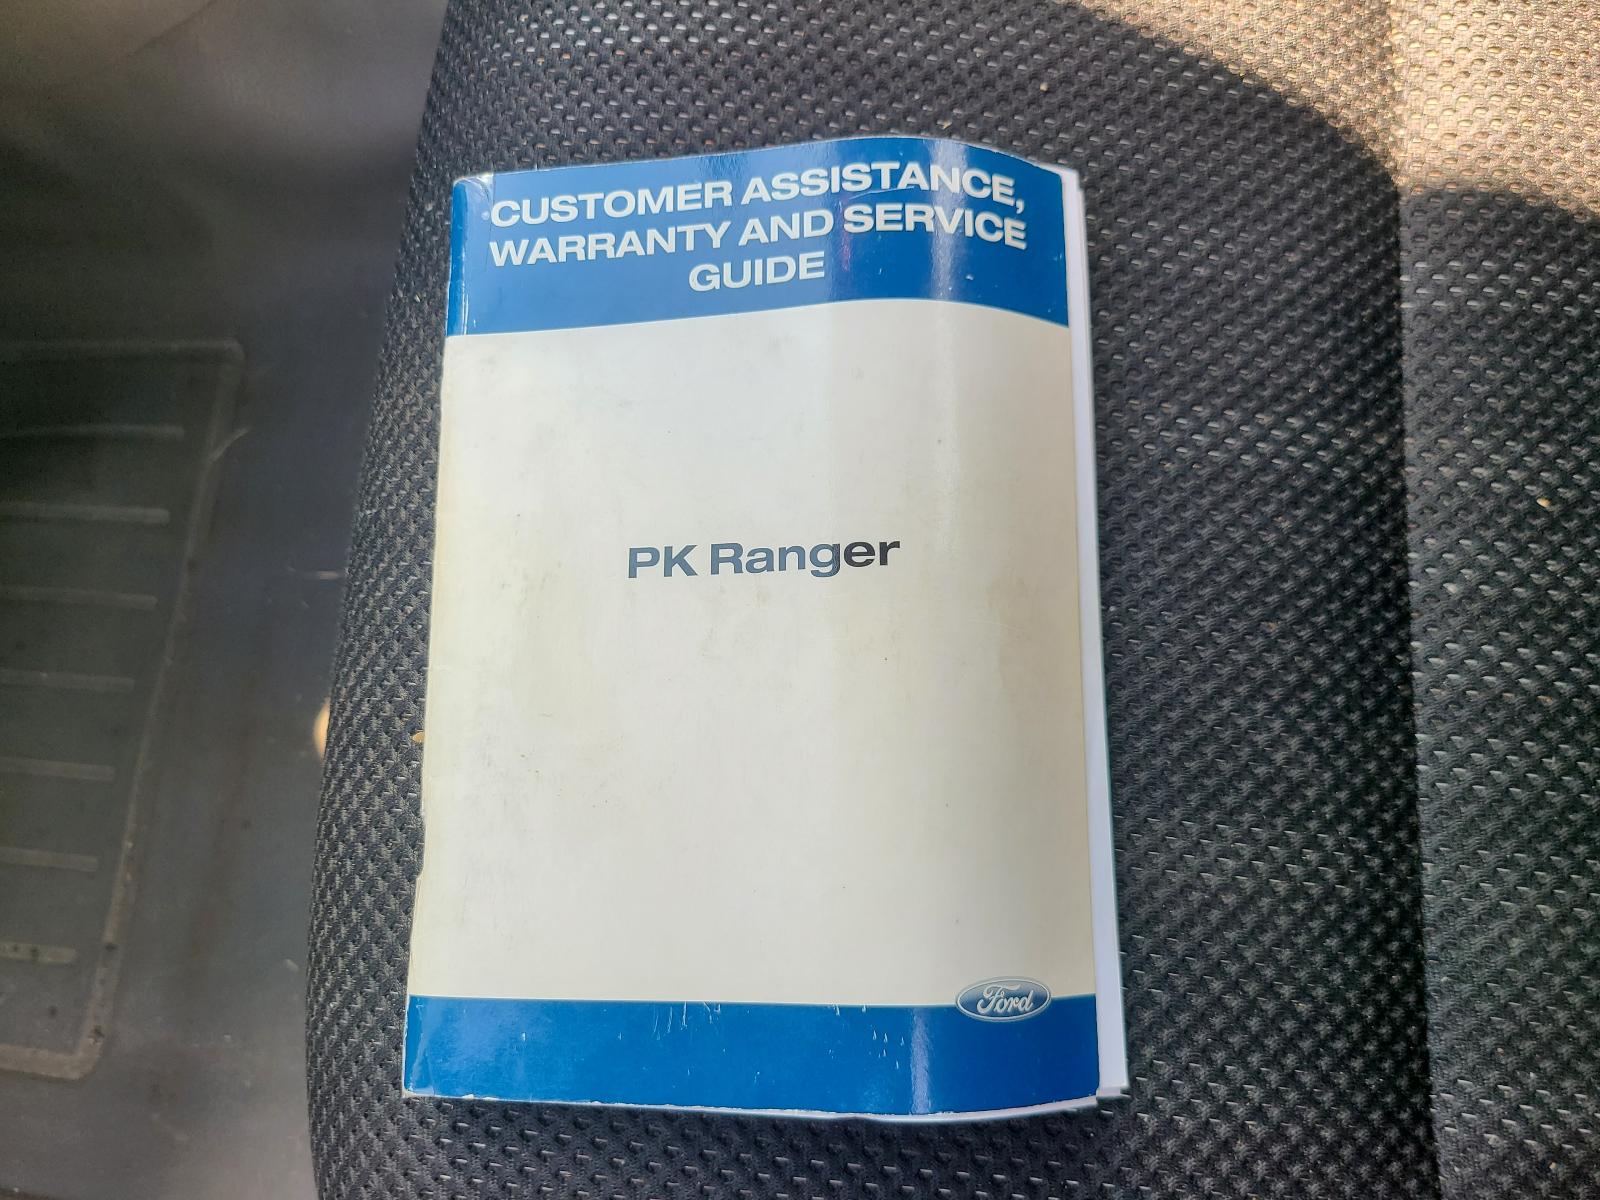 CUSTOMER ASSISTANCE,
WARRANTY AND SERVICE
GUIDE
PK Ranger
Ford